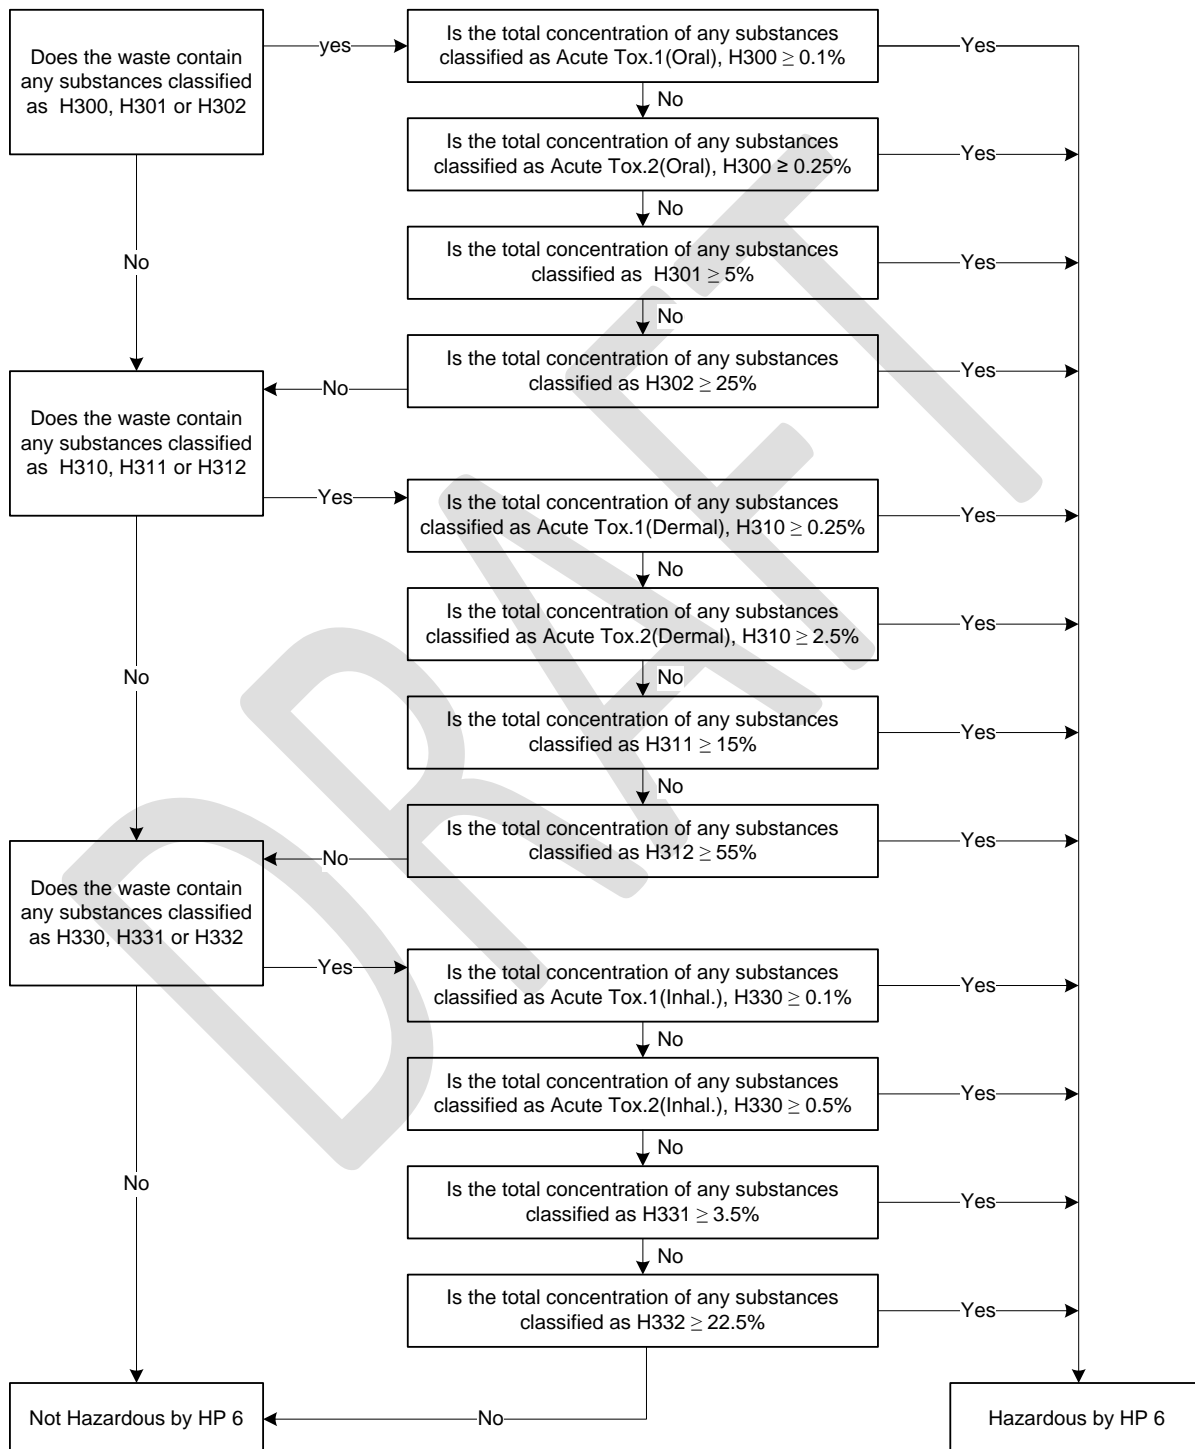 Does the waste contain
any substances classified
as H300, H301 or H302
yes
Is the total concentration of any substances
classified as Acute Tox.1(Oral), H300 ≥ 0.1%
Yes
No
Is the total concentration of any substances
classified as Acute Tox.2(Oral), H300 ≥ 0.25%
Yes
No
No
Is the total concentration of any substances
classified as H301 ≥ 5%
Yes
No
Is the total concentration of any substances
classified as H302 ≥ 25%
Yes
No
Does the waste contain
any substances classified
as H310, H311 or H312
Yes
Is the total concentration of any substances
classified as Acute Tox.1(Dermal), H310 ≥ 0.25%
Yes
No
Is the total concentration of any substances
classified as Acute Tox.2(Dermal), H310 ≥ 2.5%
Yes
No
No
Is the total concentration of any substances
classified as H311 ≥ 15%
Yes
No
Is the total concentration of any substances
classified as H312 ≥ 55%
Yes
No
Does the waste contain
any substances classified
as H330, H331 or H332
Yes
Is the total concentration of any substances
classified as Acute Tox.1(Inhal.), H330 ≥ 0.1%
Yes
No
Is the total concentration of any substances
classified as Acute Tox.2(Inhal.), H330 ≥ 0.5%
Yes
No
No
Is the total concentration of any substances
classified as H331 ≥ 3.5%
Yes
No
Is the total concentration of any substances
classified as H332 ≥ 22.5%
Yes
No
Not Hazardous by HP 6
Hazardous by HP 6
DRAFT